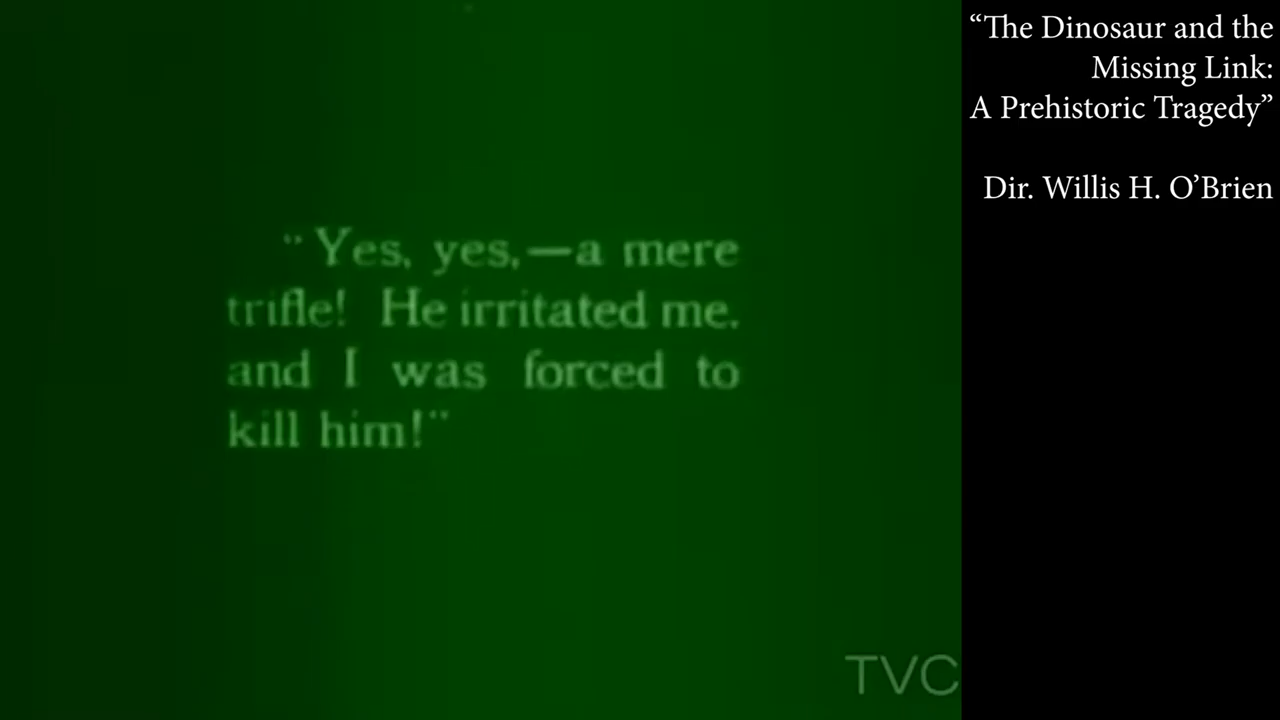 "Yes, yes,—a mere
trifle! He irritated me.
and I was forced to
kill him!"
TVC
“The Dinosaur and the
Missing Link:
A Prehistoric Tragedy”
Dir. Willis H. O’Brien